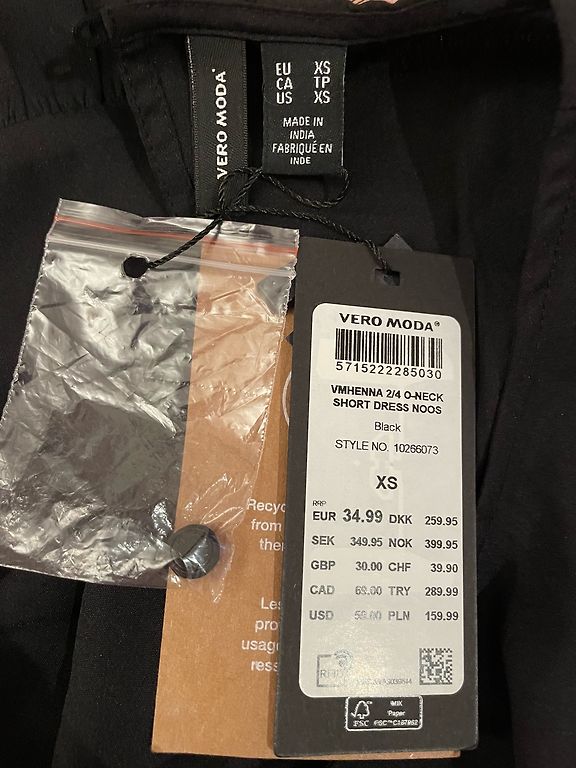 VERO MODA®
EU XS
CA TP
US XS
MADE IN
INDIA
FABRIQUÉ EN
INDE
VERO MODA®
5715222285030
VMHENNA 2/4 O-NECK
SHORT DRESS NOOS
Black
STYLE NO. 10266073
XS
RRP
EUR 34.99 DKK 259.95
SEK 349.95 NOK 399.95
GBP 30.00 CHF 39.90
CAD 69.00 TRY 289.99
USD 59.00 PLN 159.99
MIX
Paper
FSC
Recyc
from
the
Les
pro
usag
ress